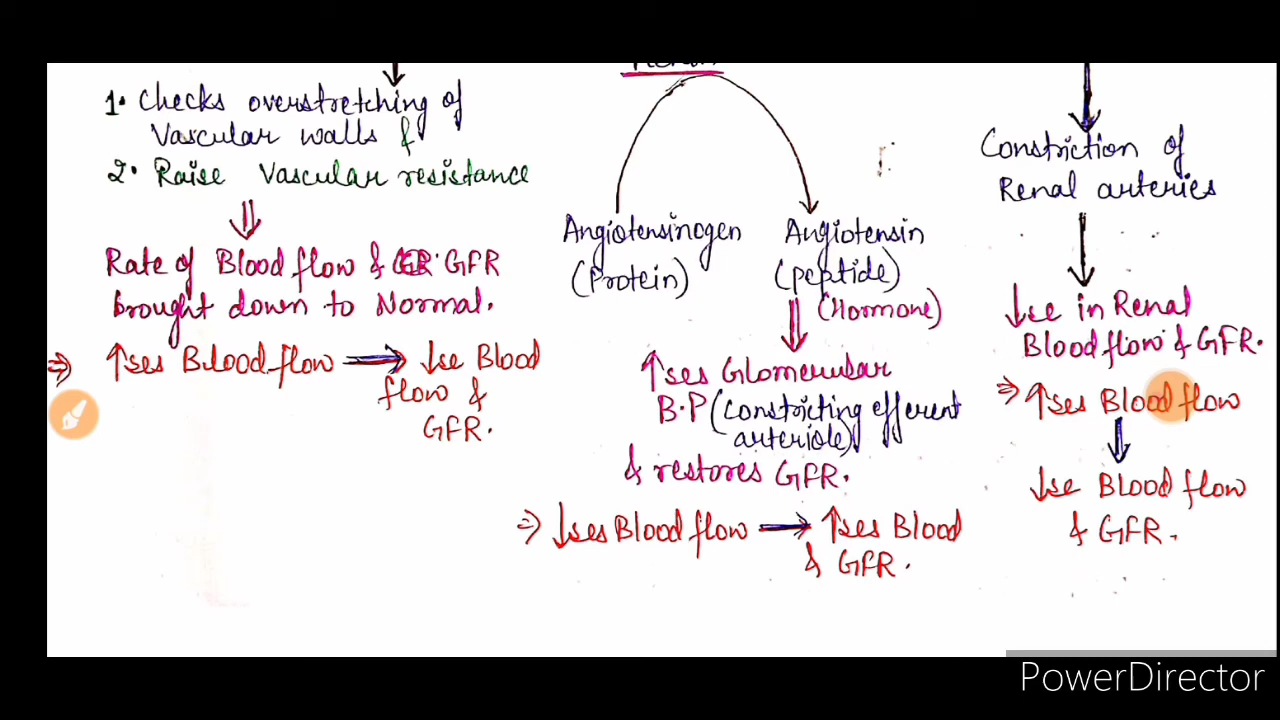 1. Checks overstretching of
Vascular walls &
2. Raise Vascular resistance
⇓
Rate of Blood flow & GFR
brought down to Normal.
⇒ ↑ses Blood flow → ↓se Blood
flow &
GFR.
Angiotensinogen
(Protein)
Angiotensin
(peptide)
(Hormone)
⇓
↑ses Glomerular
B.P (constricting efferent
arteriole)
& restores GFR.
⇒ ↓ses Blood flow → ↑ses Blood
& GFR.
↓
Constriction of
Renal arteries
↓
↓se in Renal
Blood flow & GFR.
⇒ ↑ses Blood flow
⇓
↓se Blood flow
& GFR.
PowerDirector